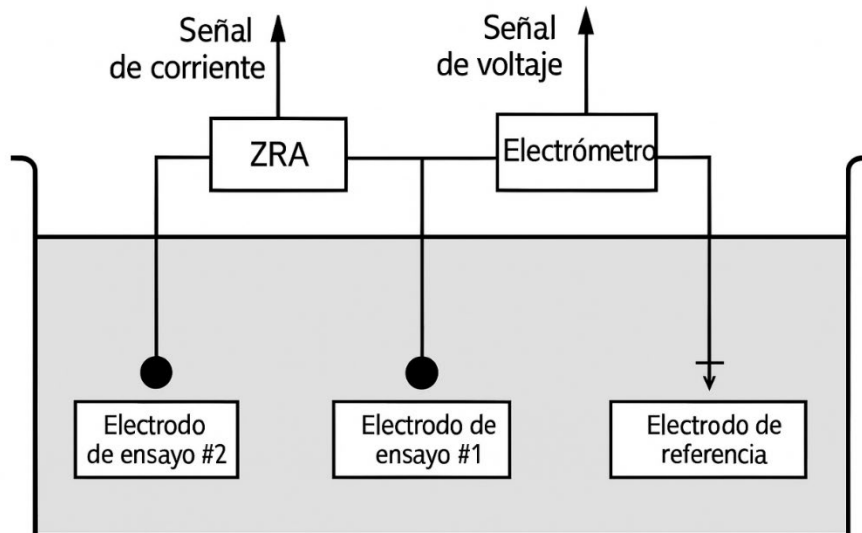 Señal
de corriente
Señal
de voltaje
ZRA
Electrómetro
Electrodo
de ensayo #2
Electrodo de
ensayo #1
Electrodo de
referencia